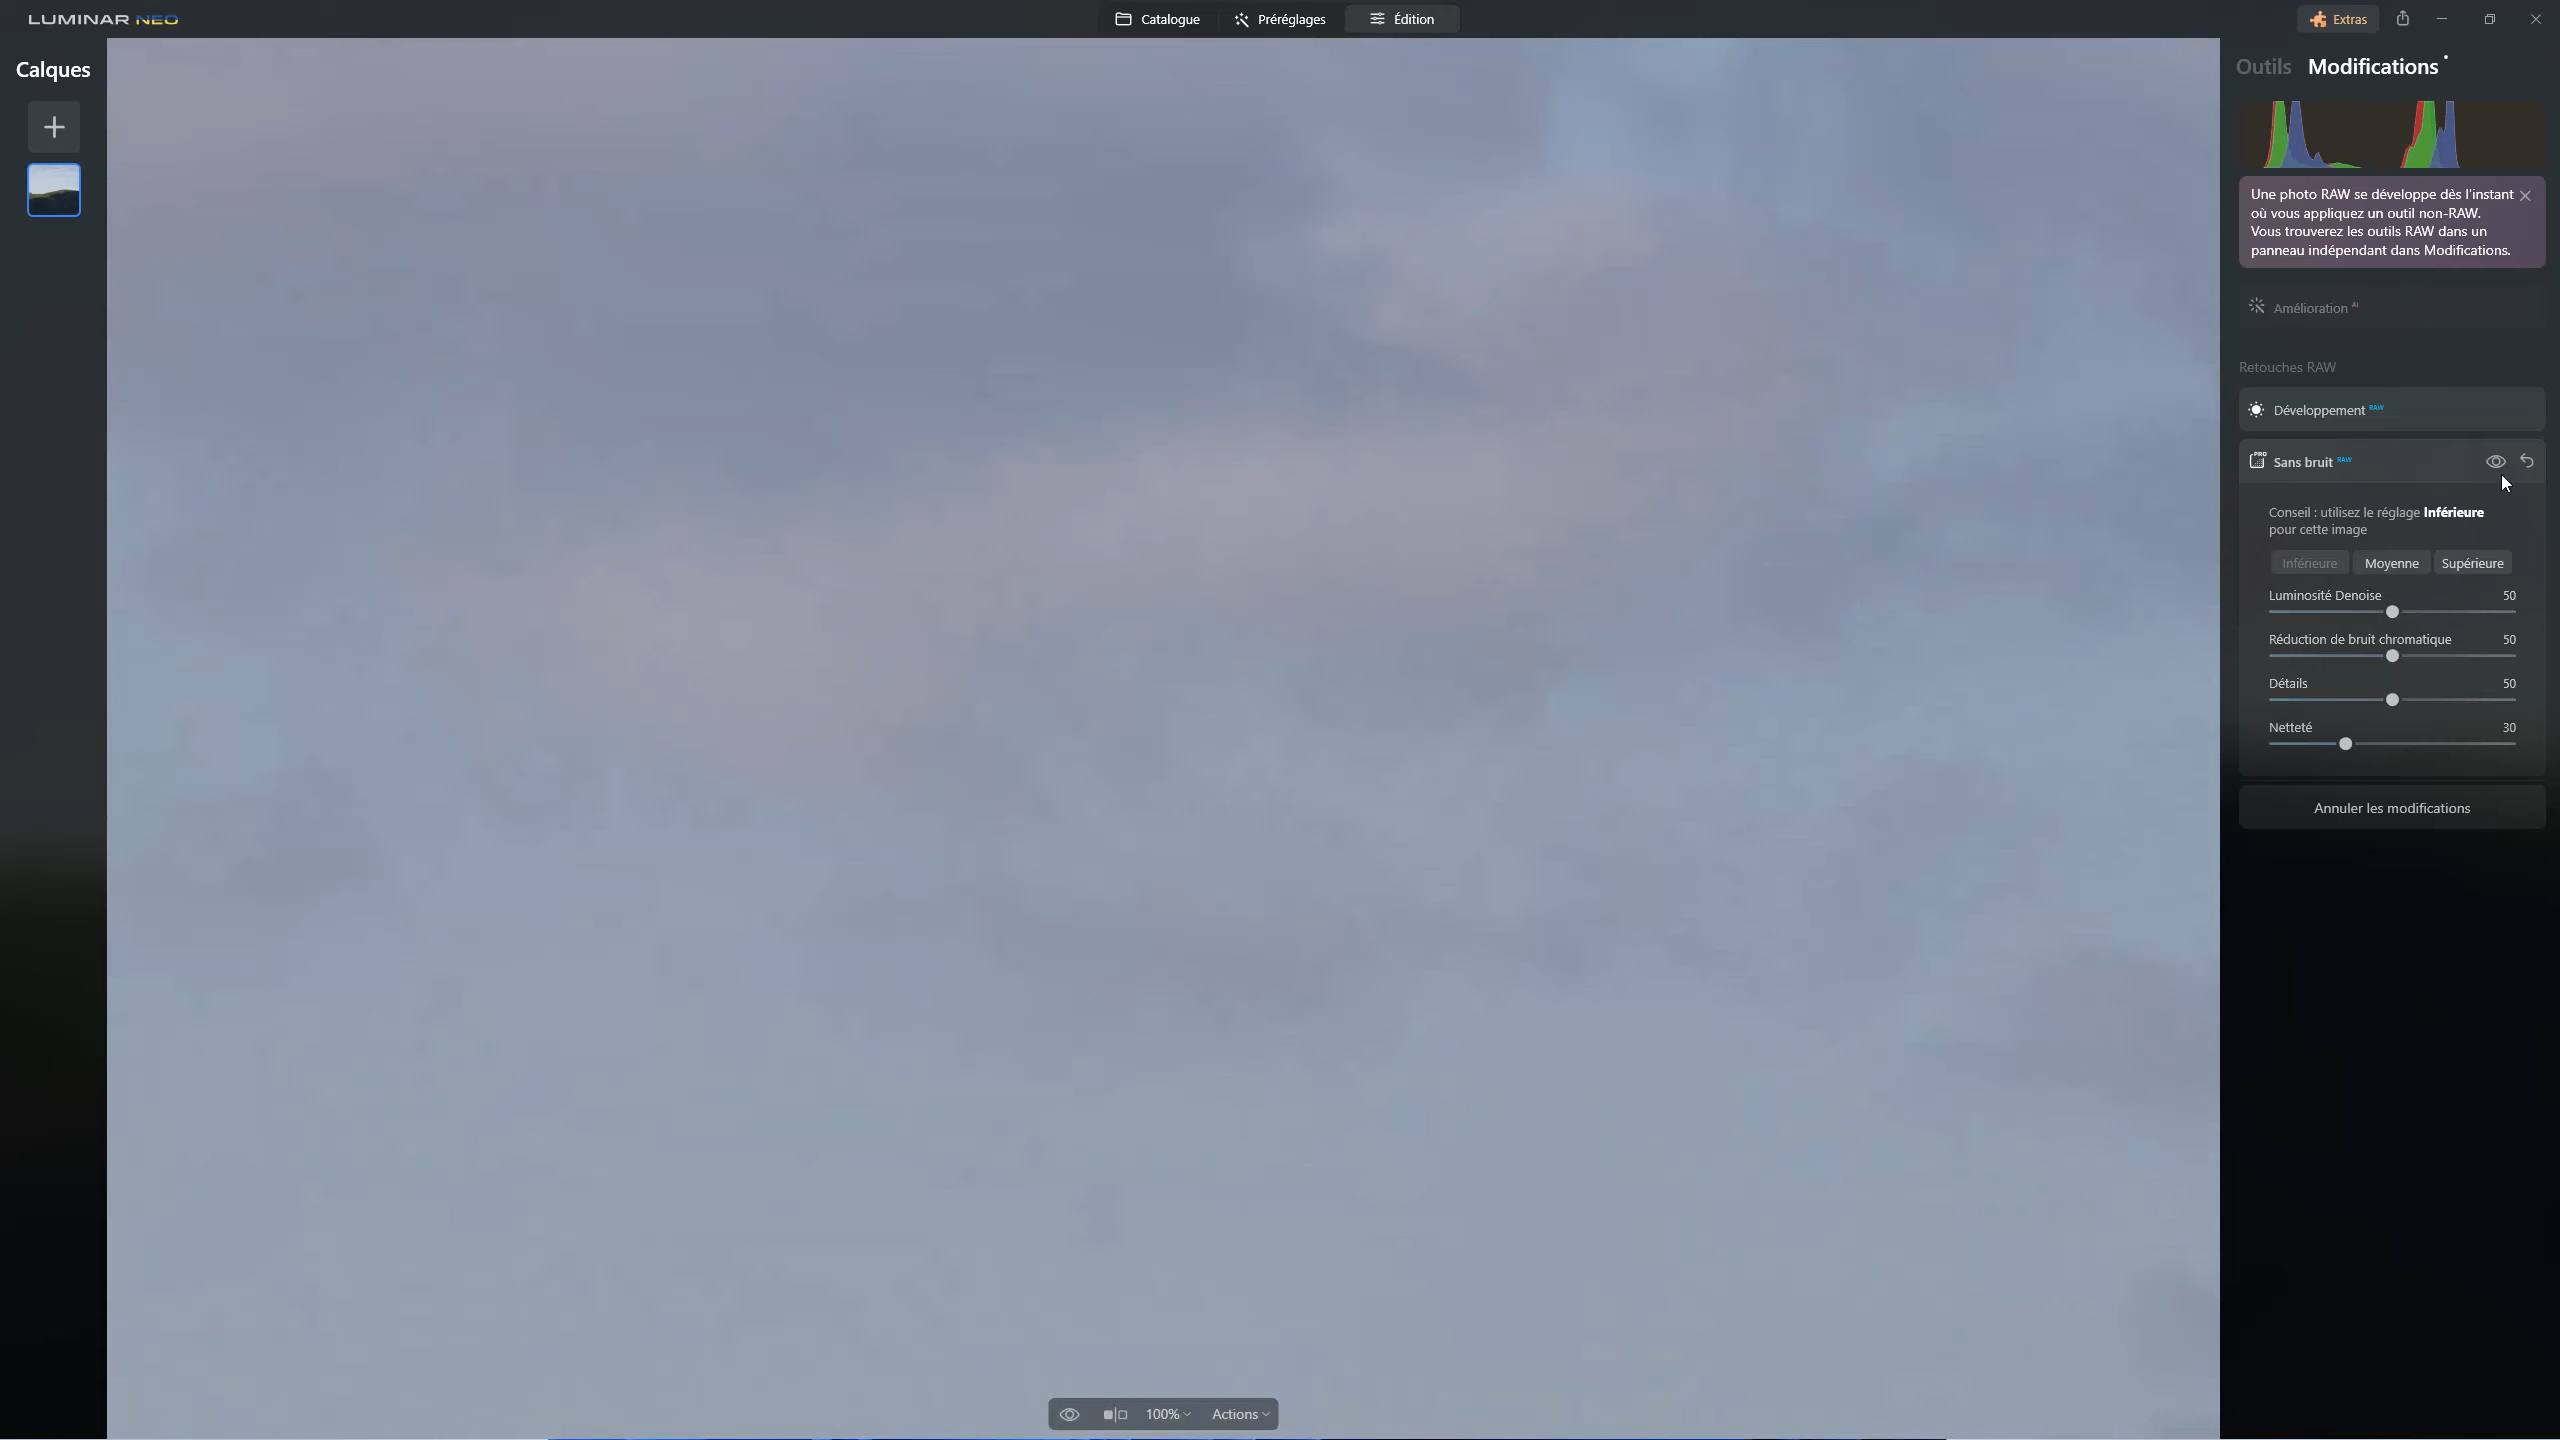 LUMINAR NEO
Catalogue
Préréglages
Édition
Extras
Calques
Outils Modifications
Une photo RAW se développe dès l'instant
où vous appliquez un outil non-RAW.
Vous trouverez les outils RAW dans un
panneau indépendant dans Modifications.
Amélioration AI
Retouches RAW
Développement RAW
PRO
Sans bruit RAW
Conseil : utilisez le réglage Inférieure
pour cette image
Inférieure Moyenne Supérieure
Luminosité Denoise 50
Réduction de bruit chromatique 50
Détails 50
Netteté 30
Annuler les modifications
100% Actions